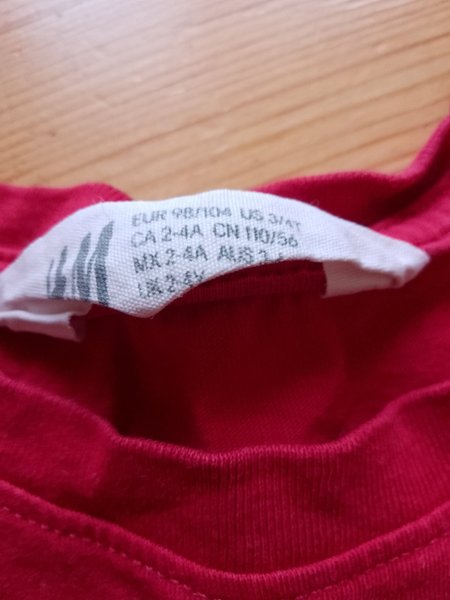 H&M
EUR 98/104 US 3/4T
CA 2-4A CN 110/56
MX 2-4A AUS
UK 2-4Y